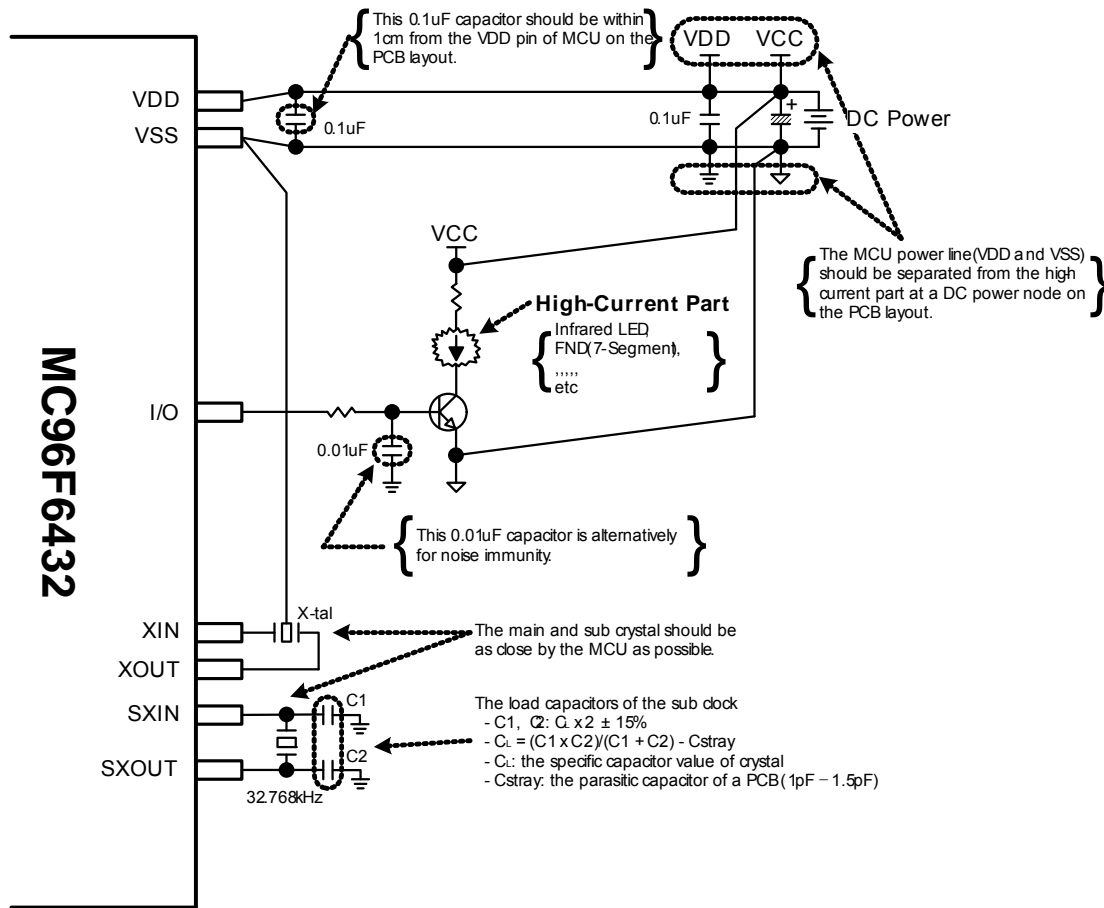 This 0.1uF capacitor should be within
1cm from the VDD pin of MCU on the
PCB layout.
VDD
VCC
VDD
VSS
0.1uF
0.1uF
+
DC Power
The MCU power line(VDD and VSS)
should be separated from the high
current part at a DC power node on
the PCB layout.
VCC
High-Current Part
Infrared LED,
FND(7-Segment),
,,,,,
etc
MC96F6432
I/O
0.01uF
This 0.01uF capacitor is alternatively
for noise immunity.
X-tal
XIN
XOUT
The main and sub crystal should be
as close by the MCU as possible.
SXIN
SXOUT
C1
C2
32.768kHz
The load capacitors of the sub clock
- C1, C2: CL x 2 ± 15%
- CL = (C1 x C2)/(C1 + C2) - Cstray
- CL: the specific capacitor value of crystal
- Cstray: the parasitic capacitor of a PCB(1pF – 1.5pF)